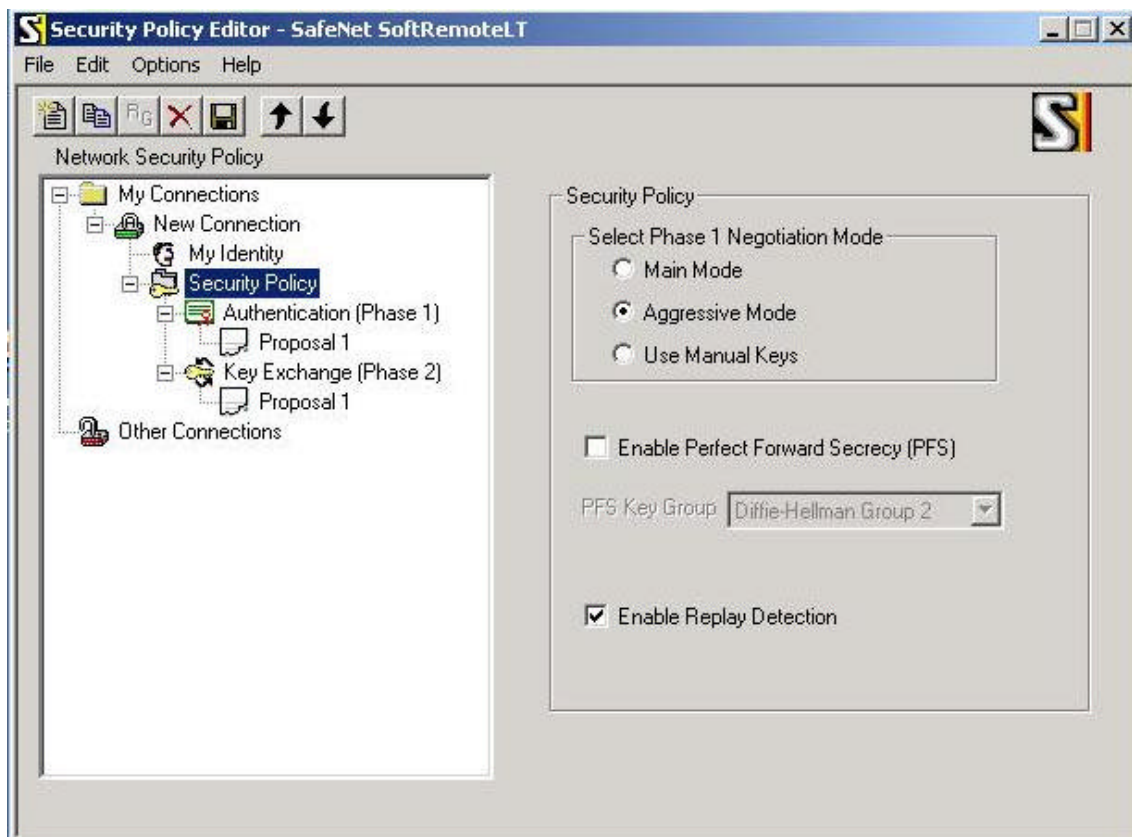 Security Policy Editor - SafeNet SoftRemoteLT
File Edit Options Help
Network Security Policy
My Connections
New Connection
My Identity
Security Policy
Authentication (Phase 1)
Proposal 1
Key Exchange (Phase 2)
Proposal 1
Other Connections
Security Policy
Select Phase 1 Negotiation Mode
Main Mode
Aggressive Mode
Use Manual Keys
Enable Perfect Forward Secrecy (PFS)
PFS Key Group Diffie-Hellman Group 2
Enable Replay Detection